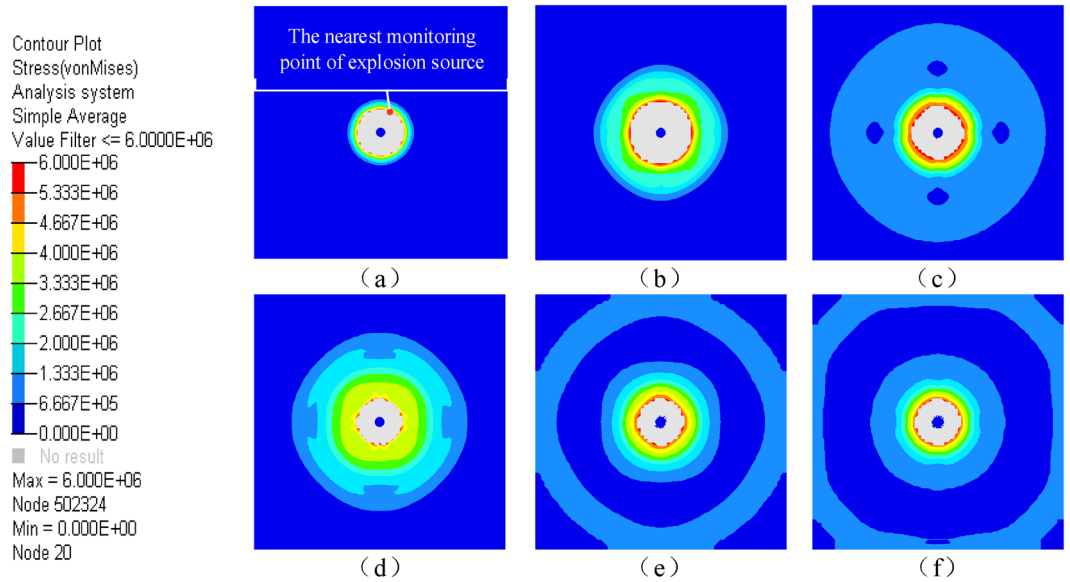 Contour Plot
Stress(vonMises)
Analysis system
Simple Average
Value Filter <= 6.0000E+06
6.000E+06
5.333E+06
4.667E+06
4.000E+06
3.333E+06
2.667E+06
2.000E+06
1.333E+06
6.667E+05
0.000E+00
No result
Max = 6.000E+06
Node 502324
Min = 0.000E+00
Node 20
The nearest monitoring
point of explosion source
（a）
（b）
（c）
（d）
（e）
（f）